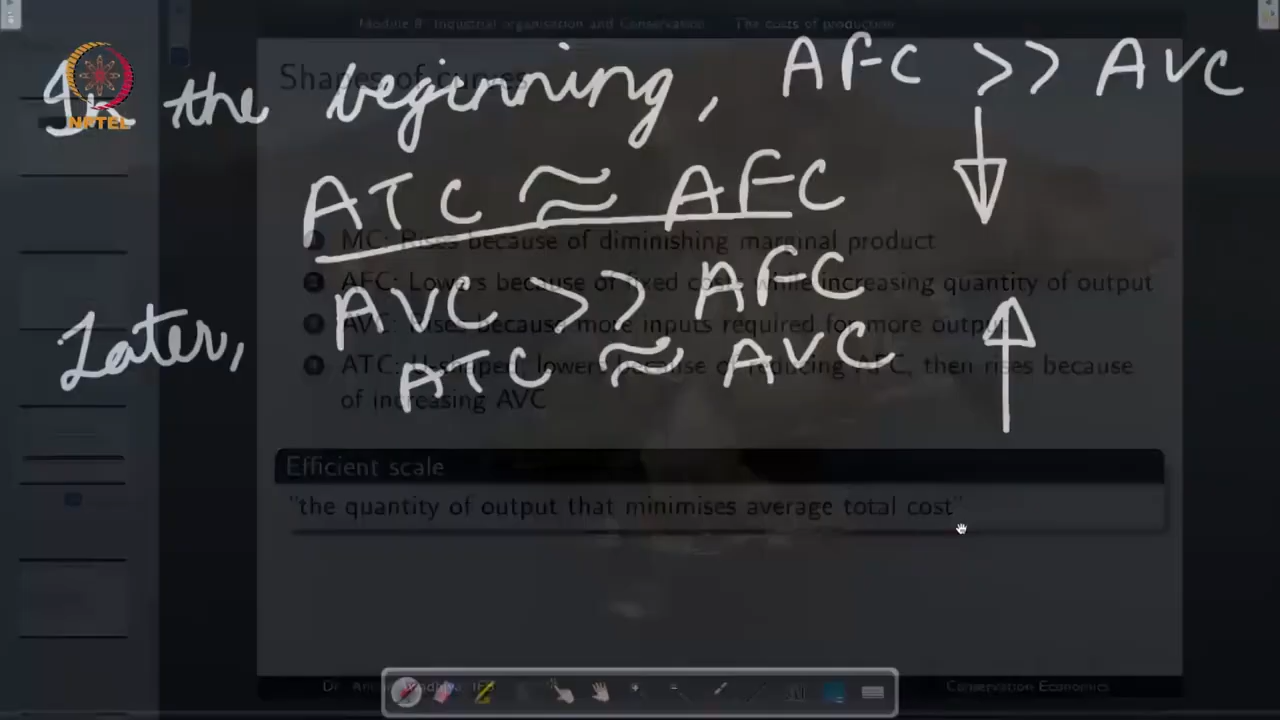 Module 8: Industrial organisation and Conservation The costs of production
Shapes of curves
In the beginning, AFC >> AVC
NPTEL
ATC ≈ AFC
MC: Rises because of diminishing marginal product
AVC >> AFC
AFC: Lowers because of fixed costs while increasing quantity of output
Later,
AVC: Rises because more inputs required for more output
ATC ≈ AVC
ATC: U-shaped, lowers because of reducing AFC, then rises because
of increasing AVC
Efficient scale
"the quantity of output that minimises average total cost"
Dr. IFS Conservation Economics